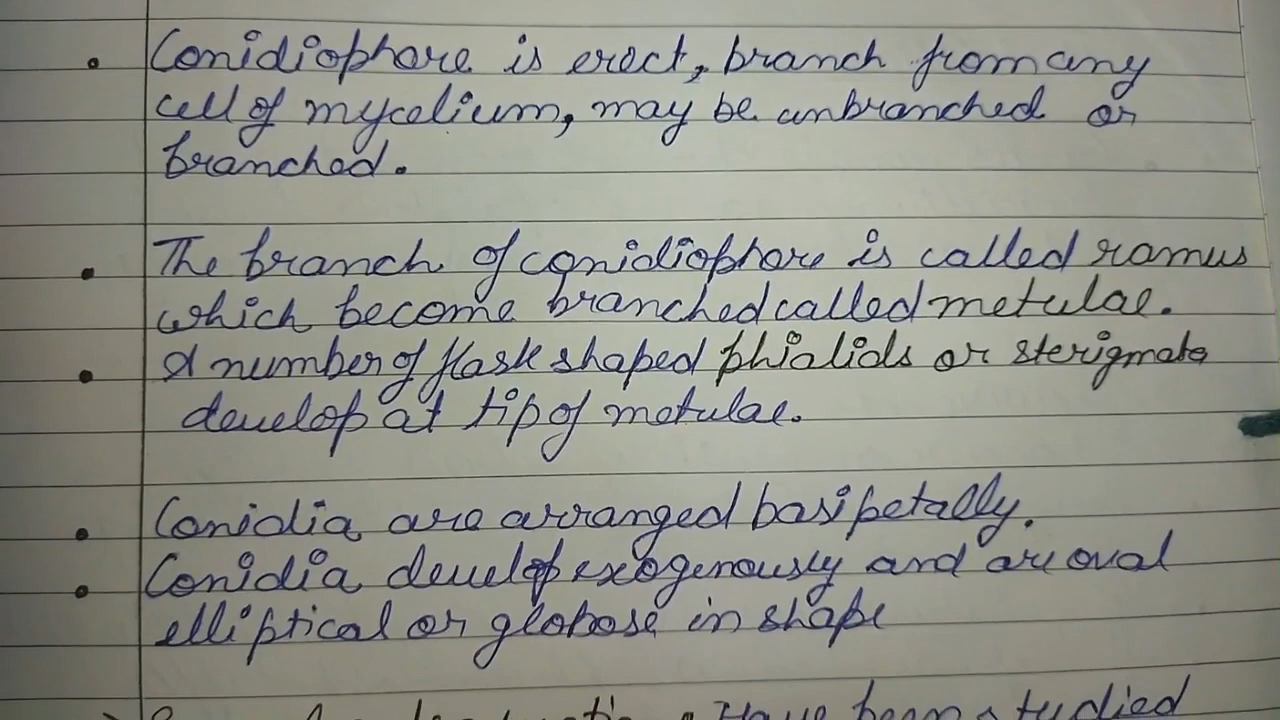 Conidiophore is erect, branch from any
cell of mycelium, may be unbranched or
branched.
The branch of conidiophore is called ramus
which become branched called metulae.
A number of flask shaped phialids or sterigmata
develop at tip of metulae.
Conidia are arranged basipetally.
Conidia develop exogenously and are oval
elliptical or globose in shape
Have been studied